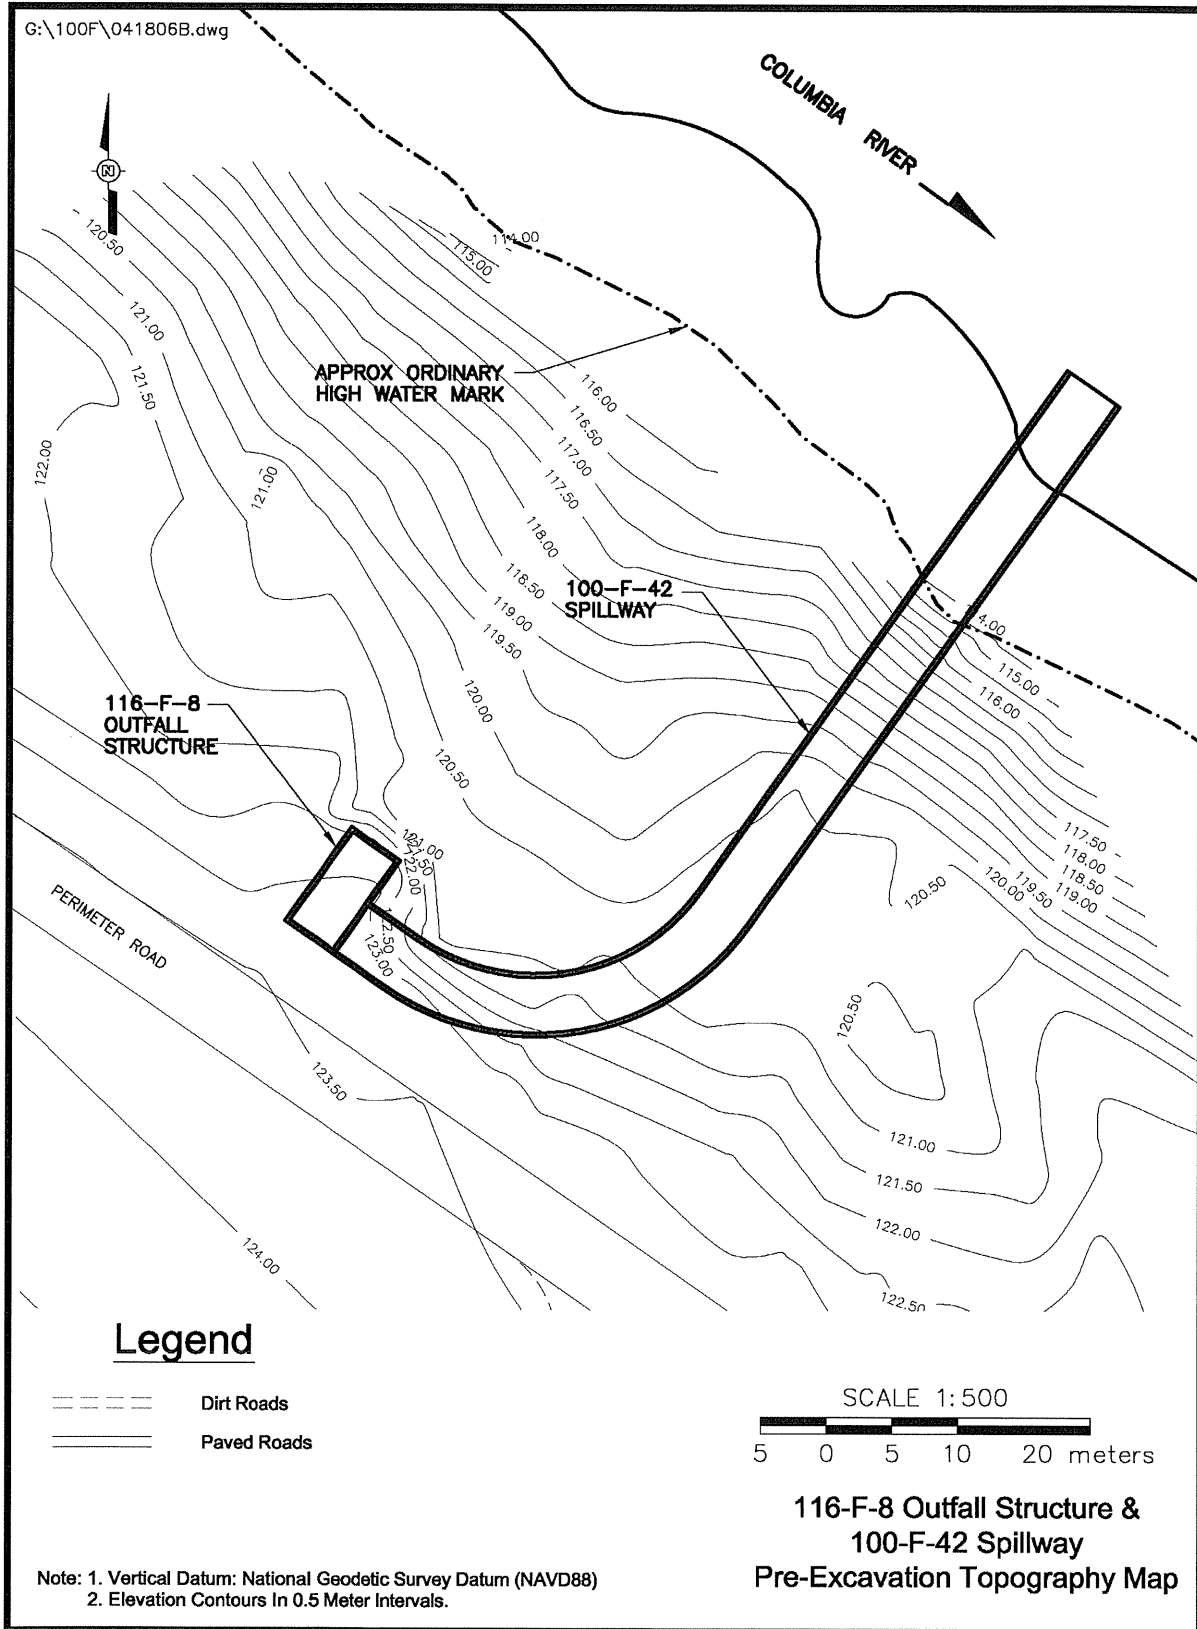 G:\100F\041806B.dwg
COLUMBIA RIVER
N
120.50
114.00
115.00
121.00
121.50
APPROX ORDINARY
HIGH WATER MARK
116.00
116.50
117.00
117.50
118.00
118.50
119.00
119.50
120.00
120.50
122.00
121.00
100-F-42
SPILLWAY
115.00
116.00
116-F-8
OUTFALL
STRUCTURE
121.00
121.50
122.00
123.00
117.50
118.00
118.50
119.00
119.50
120.00
120.50
PERIMETER ROAD
120.50
123.50
121.00
121.50
122.00
122.50
124.00
Legend
Dirt Roads
Paved Roads
SCALE 1:500
5 0 5 10 20 meters
116-F-8 Outfall Structure &
100-F-42 Spillway
Pre-Excavation Topography Map
Note: 1. Vertical Datum: National Geodetic Survey Datum (NAVD88)
2. Elevation Contours In 0.5 Meter Intervals.